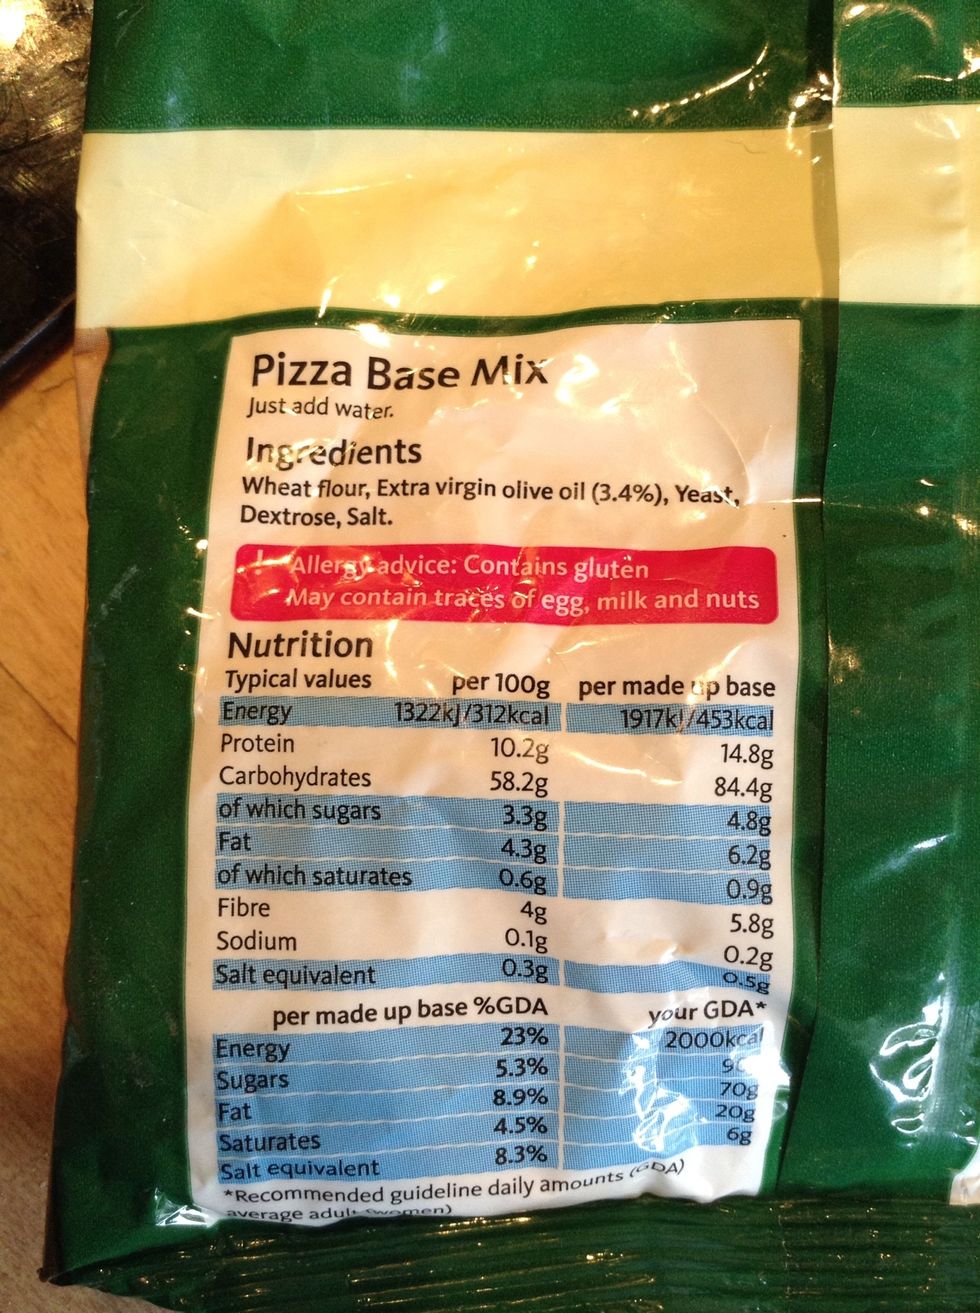 Pizza Base Mix
Just add water.
Ingredients
Wheat flour, Extra virgin olive oil (3.4%), Yeast,
Dextrose, Salt.
! Allergy advice: Contains gluten
May contain traces of egg, milk and nuts
Nutrition
Typical values per 100g per made up base
Energy 1322kJ/312kcal 1917kJ/453kcal
Protein 10.2g 14.8g
Carbohydrates 58.2g 84.4g
of which sugars 3.3g 4.8g
Fat 4.3g 6.2g
of which saturates 0.6g 0.9g
Fibre 4g 5.8g
Sodium 0.1g 0.2g
Salt equivalent 0.3g 0.5g
per made up base %GDA your GDA*
Energy 23% 2000kcal
Sugars 5.3%
Fat 8.9% 70g
Saturates 4.5% 20g
Salt equivalent 8.3% 6g
*Recommended guideline daily amounts (GDA)
average adult (women)